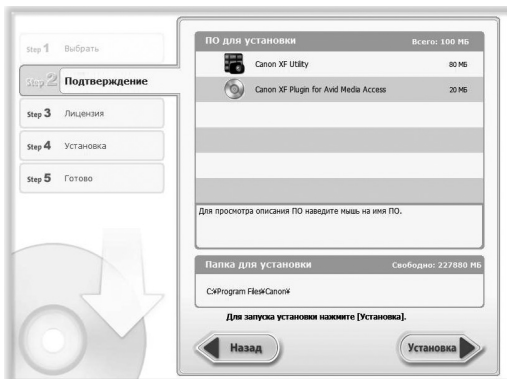 Step 1 Выбрать
Step 2 Подтверждение
Step 3 Лицензия
Step 4 Установка
Step 5 Готово
ПО для установки Всего: 100 МБ
Canon XF Utility 80 МБ
Canon XF Plugin for Avid Media Access 20 МБ
Для просмотра описания ПО наведите мышь на имя ПО.
Папка для установки Свободно: 227880 МБ
C:¥Program Files¥Canon¥
Для запуска установки нажмите [Установка].
Назад
Установка